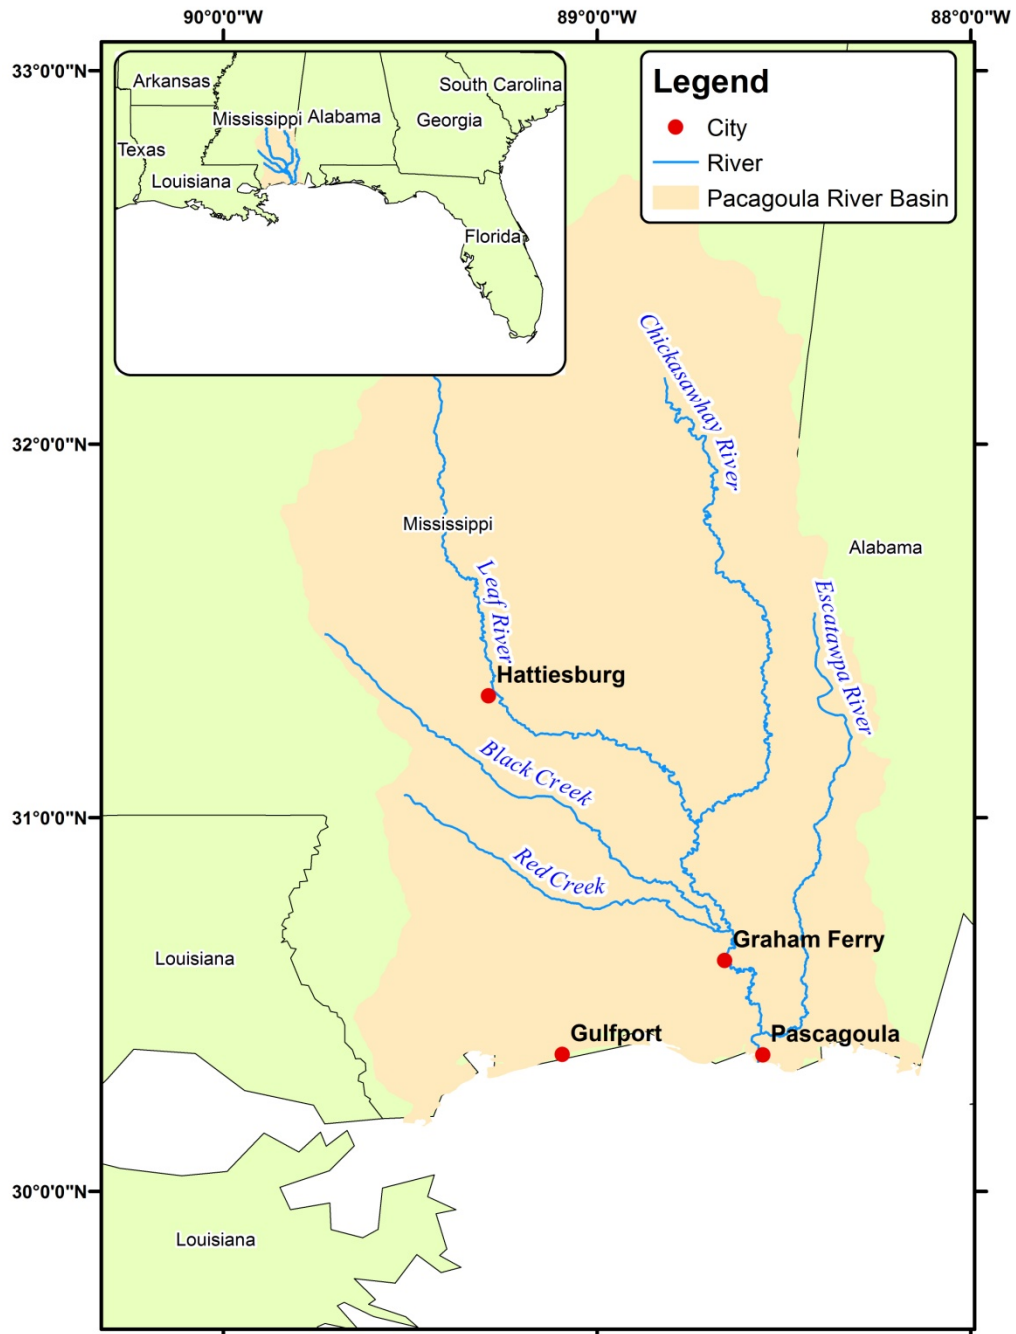 90°0'0"W
89°0'0"W
88°0'0"W
33°0'0"N
32°0'0"N
31°0'0"N
30°0'0"N
Arkansas
South Carolina
Mississippi
Alabama
Georgia
Texas
Louisiana
Florida
Legend
City
River
Pacagoula River Basin
Chickasawhay River
Mississippi
Alabama
Leaf River
Escatawpa River
Hattiesburg
Black Creek
Red Creek
Graham Ferry
Louisiana
Gulfport
Pascagoula
Louisiana